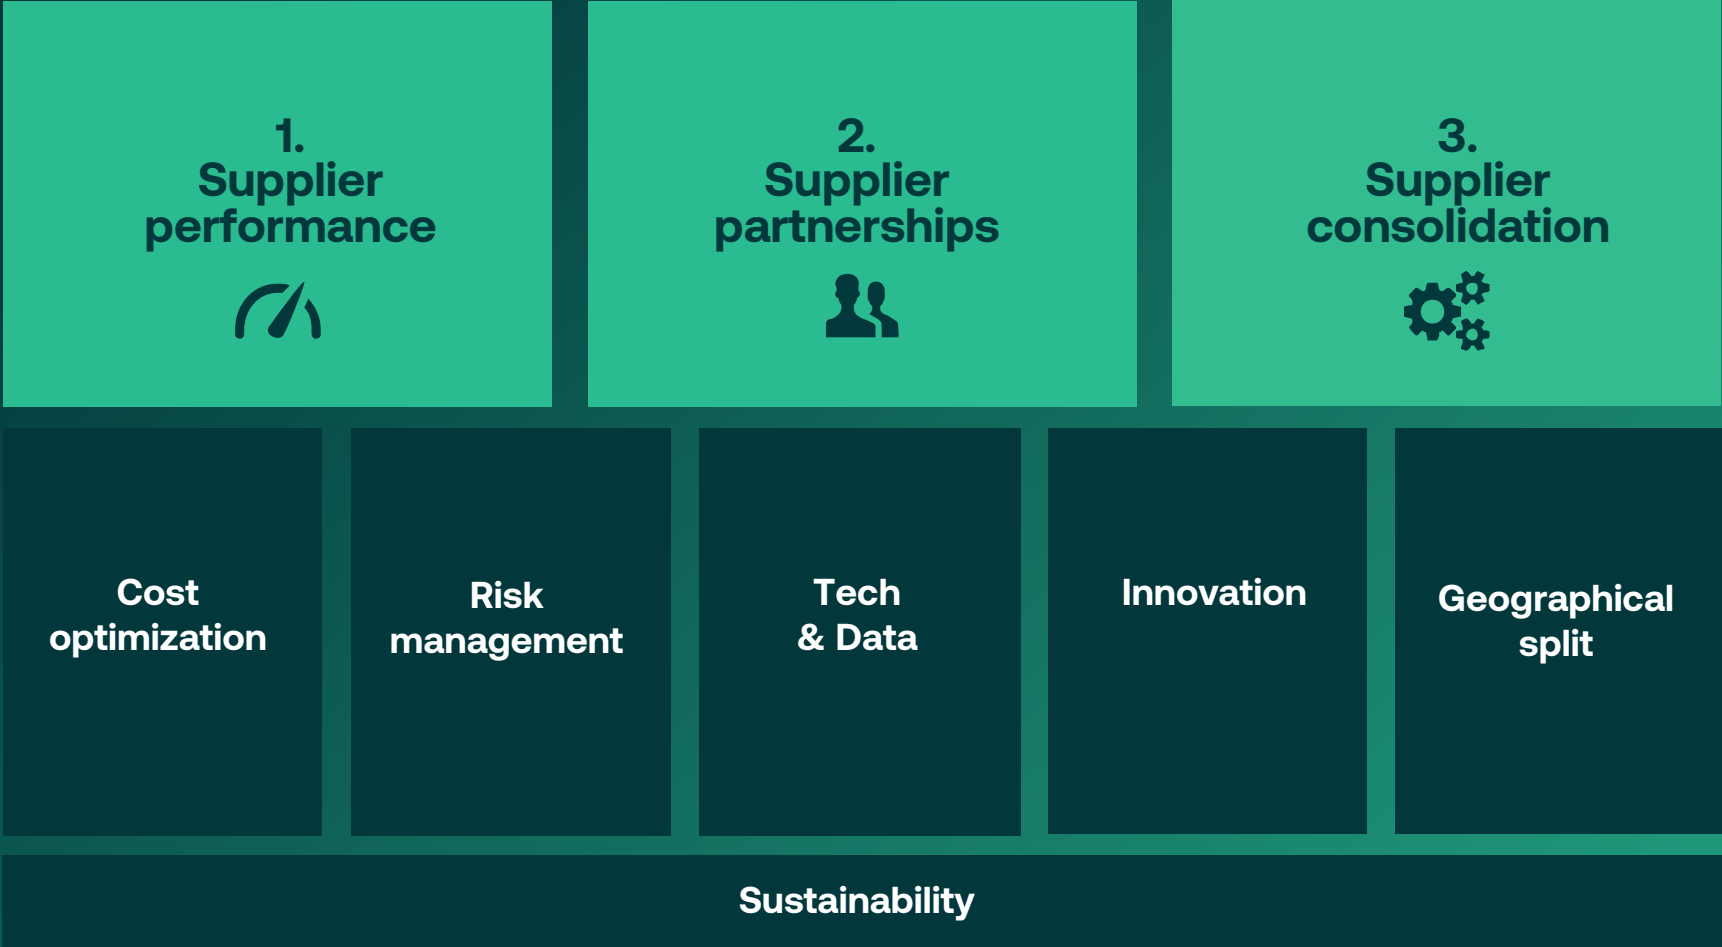 1.
Supplier
performance
2.
Supplier
partnerships
3.
Supplier
consolidation
Cost
optimization
Risk
management
Tech
& Data
Innovation
Geographical
split
Sustainability